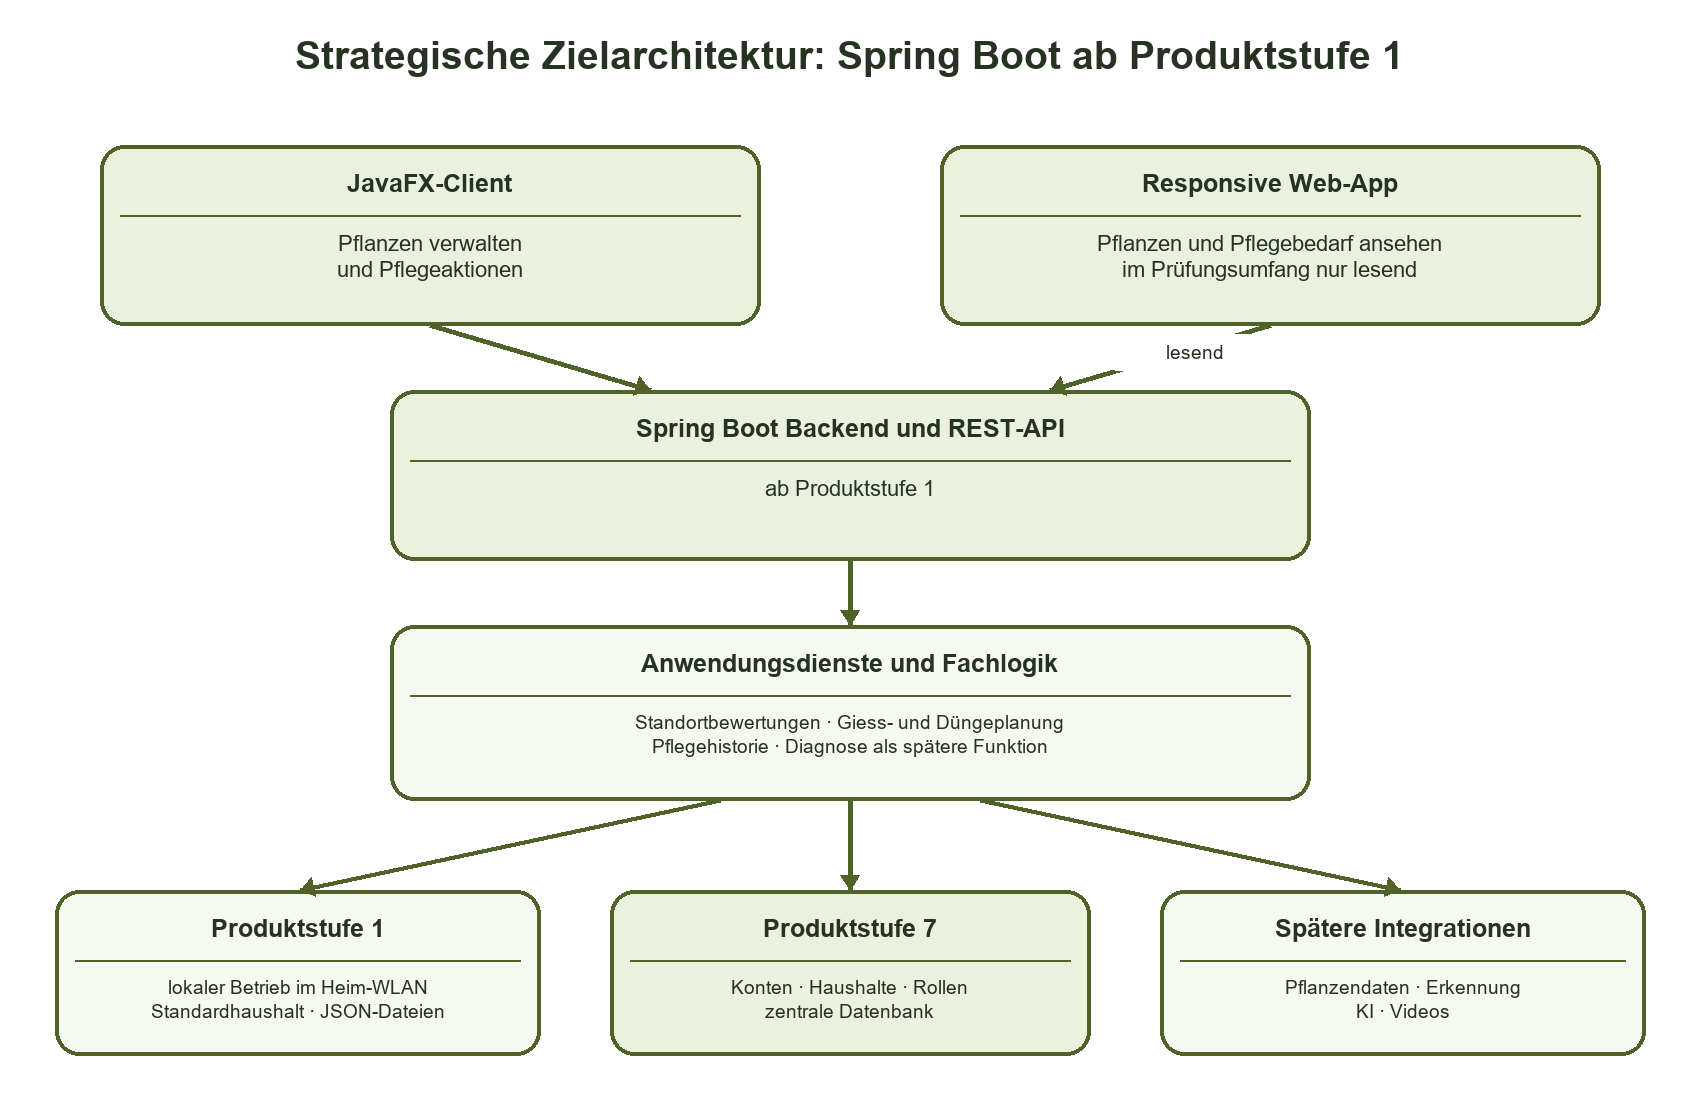 Strategische Zielarchitektur: Spring Boot ab Produktstufe 1
JavaFX-Client
Pflanzen verwalten
und Pflegeaktionen
Responsive Web-App
Pflanzen und Pflegebedarf ansehen
im Prüfungsumfang nur lesend
lesend
Spring Boot Backend und REST-API
ab Produktstufe 1
Anwendungsdienste und Fachlogik
Standortbewertungen · Giess- und Düngeplanung
Pflegehistorie · Diagnose als spätere Funktion
Produktstufe 1
lokaler Betrieb im Heim-WLAN
Standardhaushalt · JSON-Dateien
Produktstufe 7
Konten · Haushalte · Rollen
zentrale Datenbank
Spätere Integrationen
Pflanzendaten · Erkennung
KI · Videos